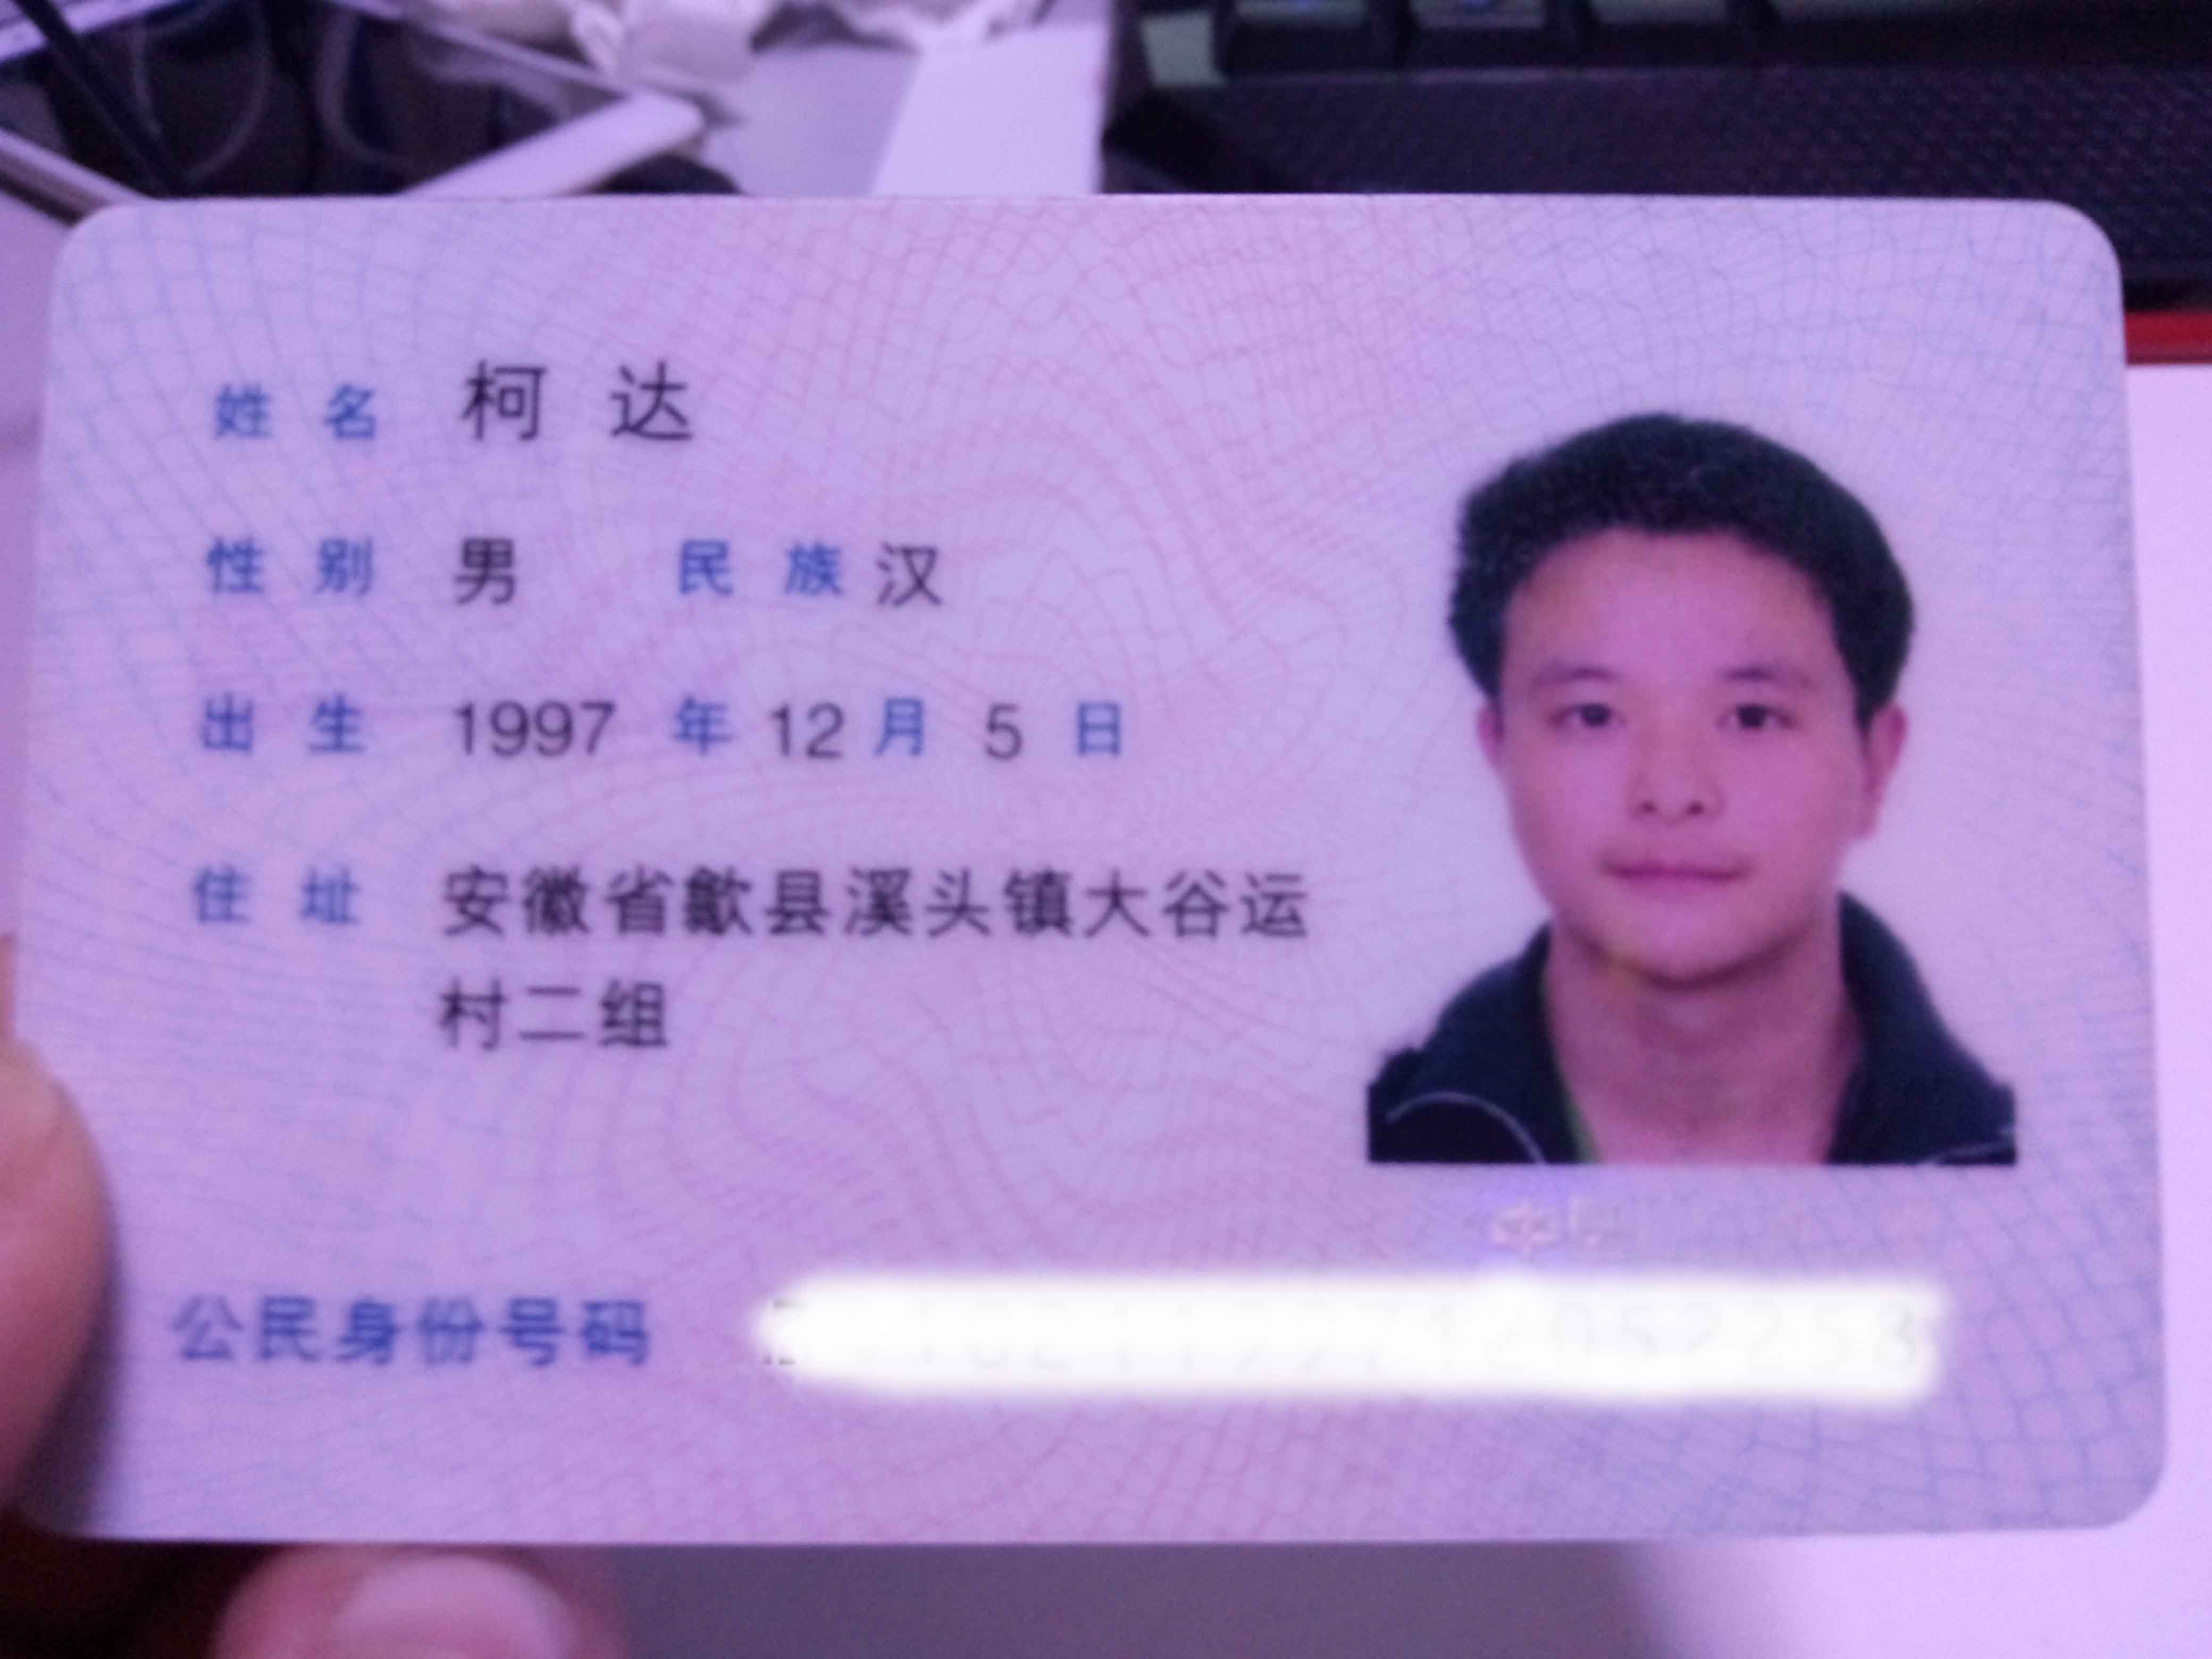 姓名 柯达
性别 男 民族 汉
出生 1997 年 12 月 5 日
住址 安徽省歙县溪头镇大谷运
村二组
公民身份号码